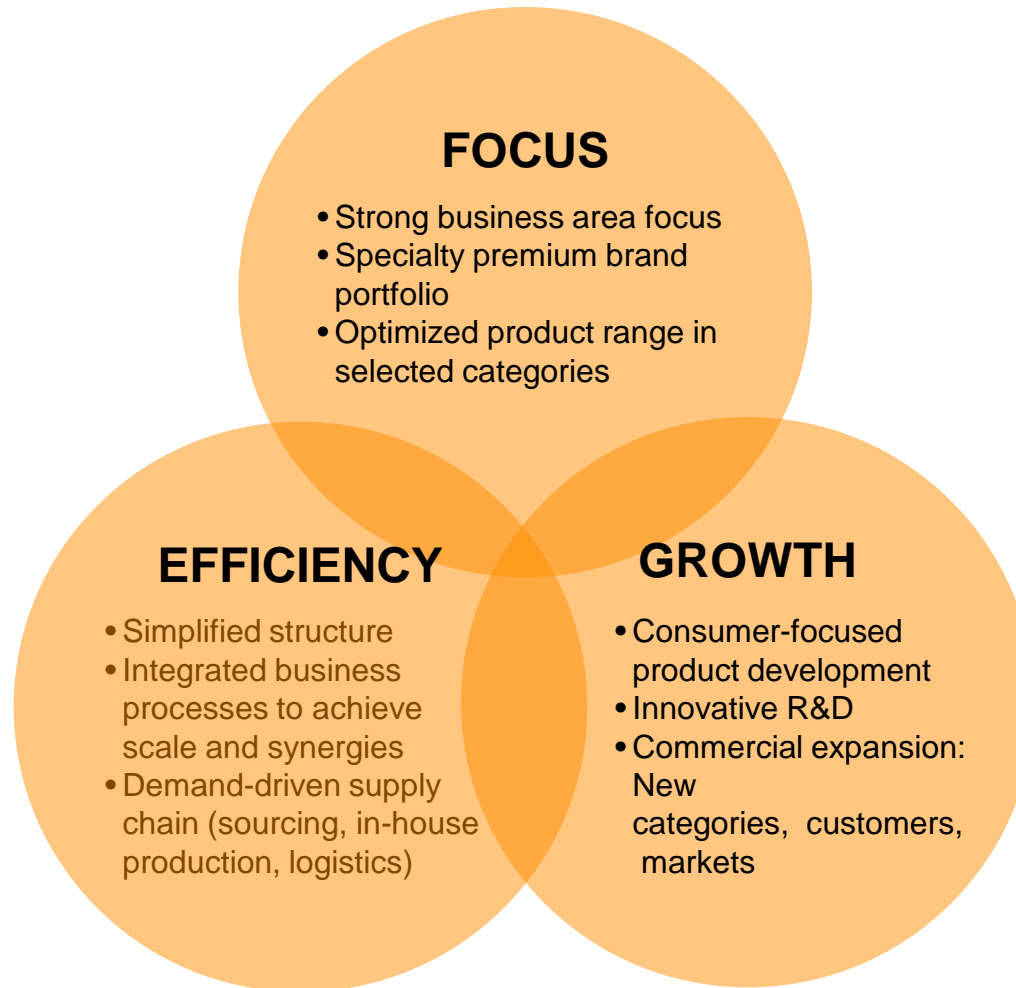 FOCUS
• Strong business area focus
• Specialty premium brand
portfolio
• Optimized product range in
selected categories
EFFICIENCY
• Simplified structure
• Integrated business
processes to achieve
scale and synergies
• Demand-driven supply
chain (sourcing, in-house
production, logistics)
GROWTH
• Consumer-focused
product development
• Innovative R&D
• Commercial expansion:
New
categories, customers,
markets